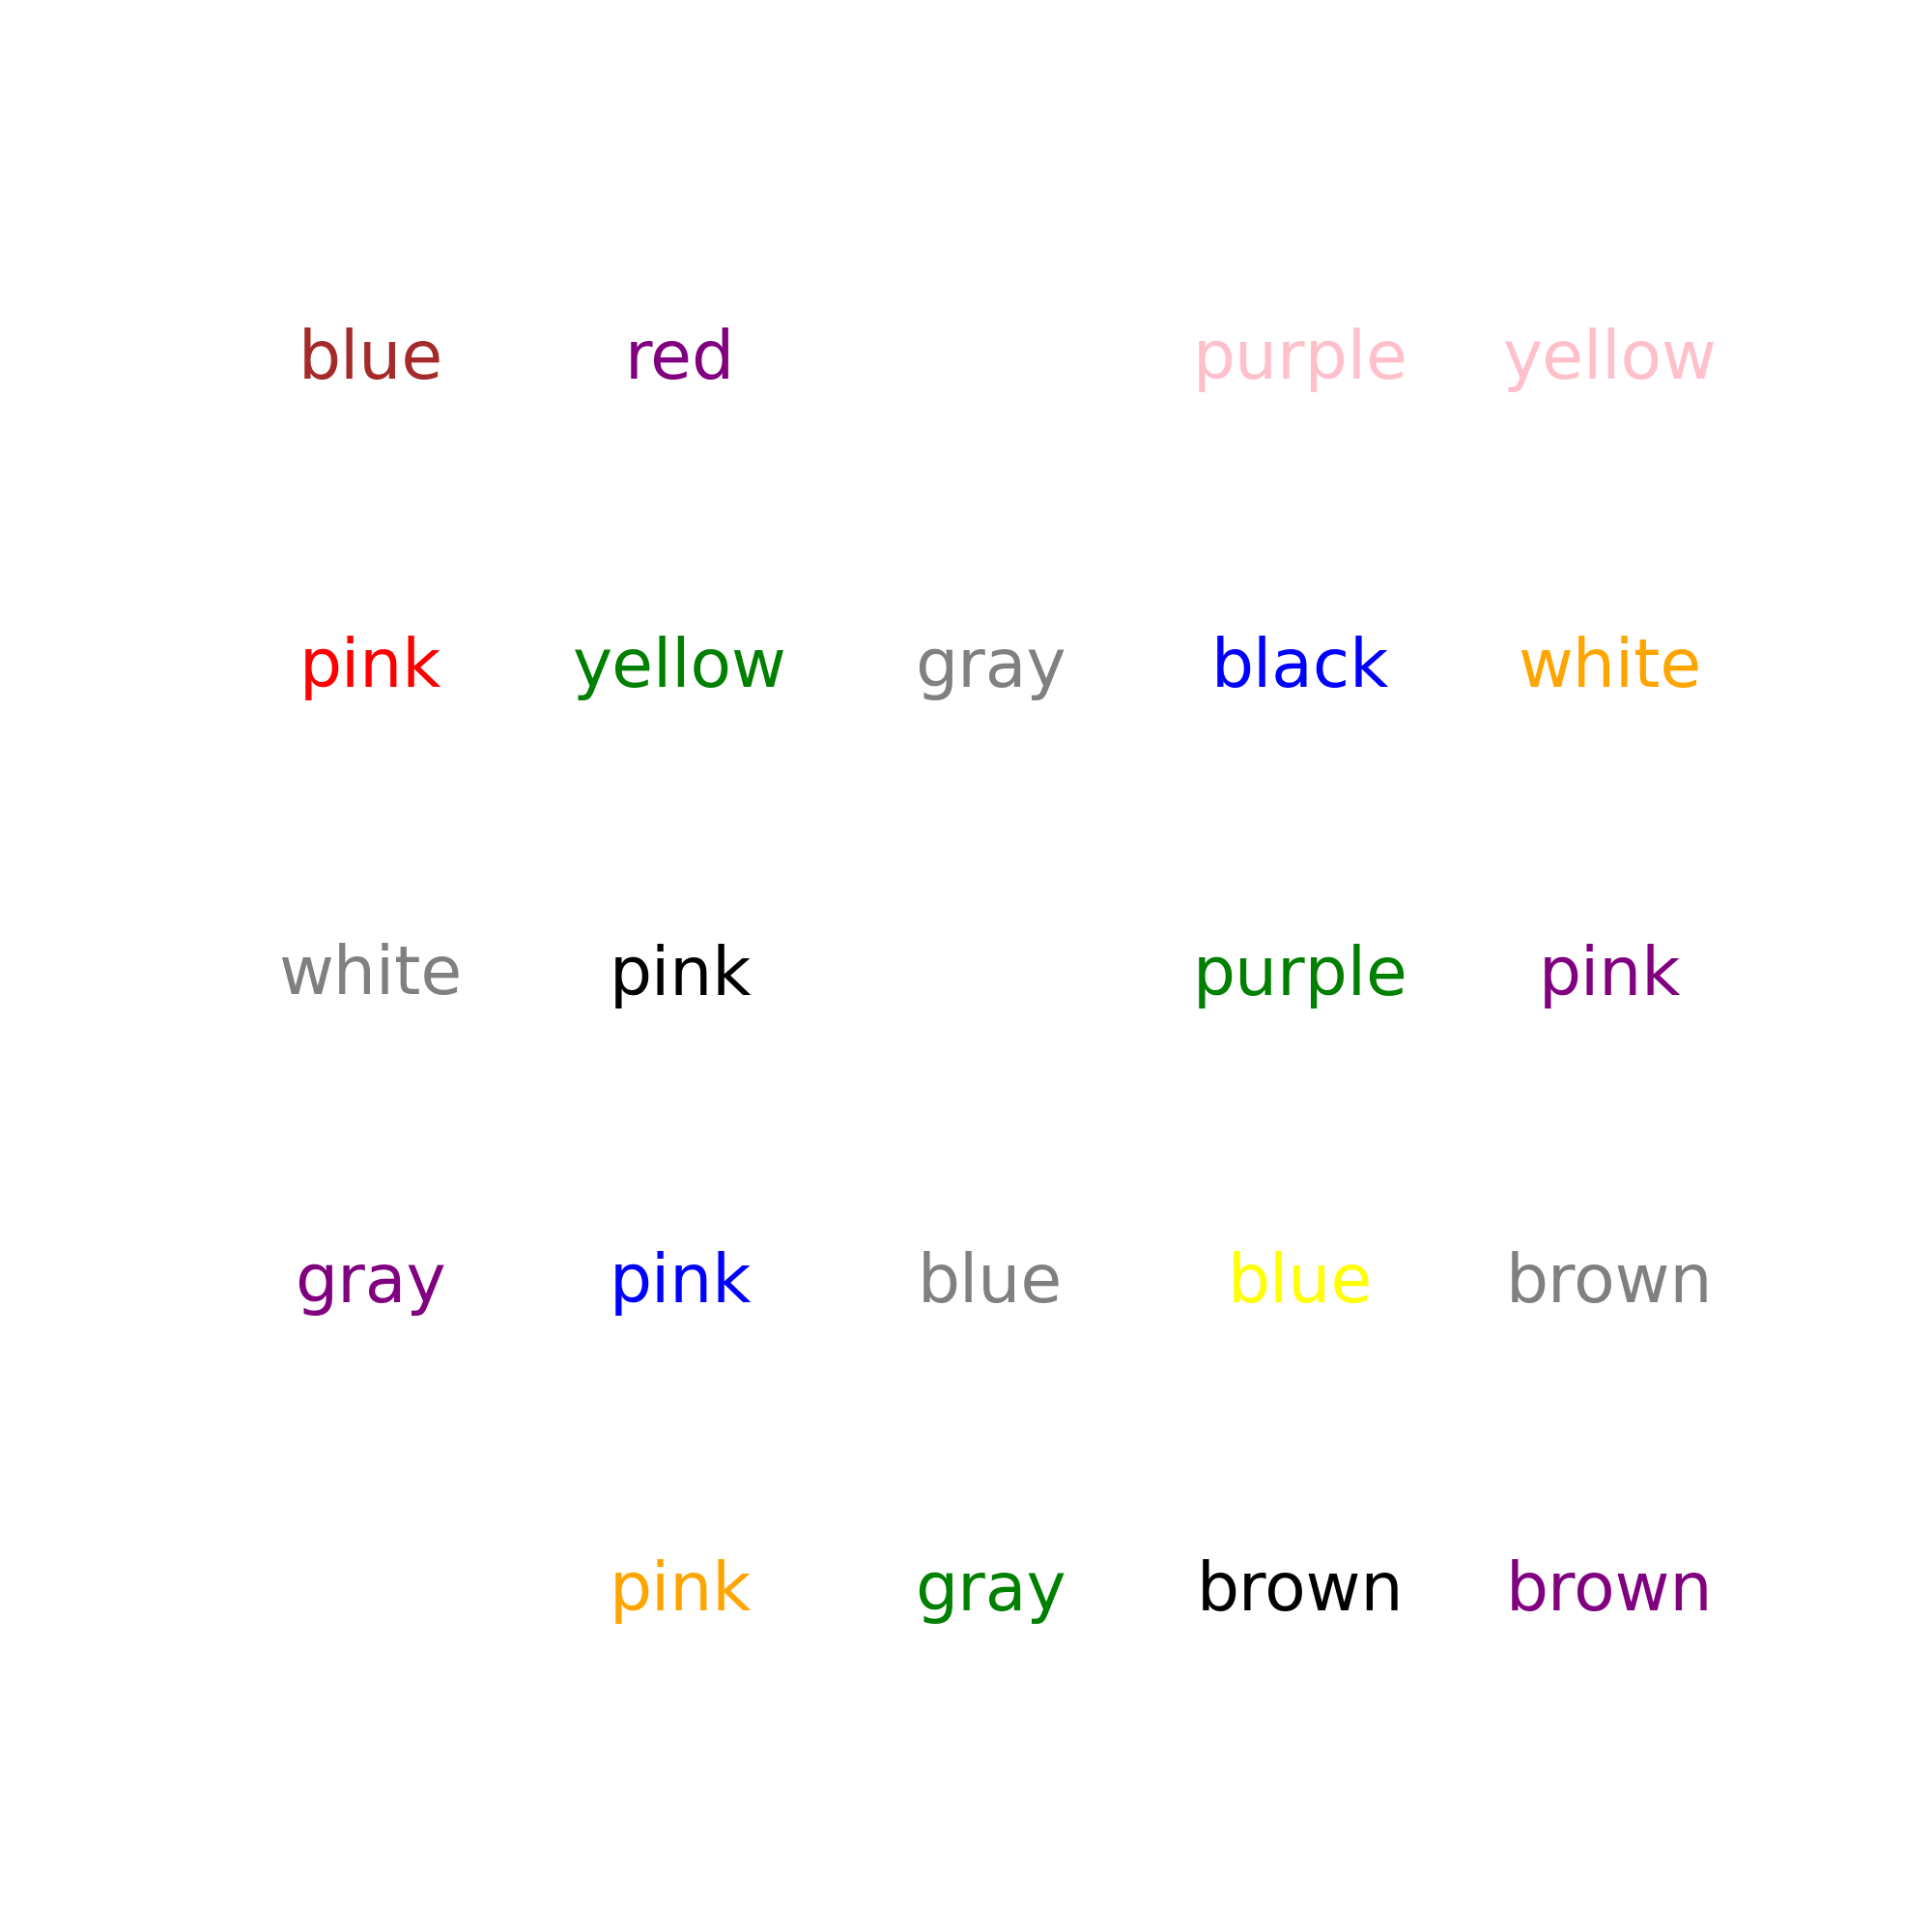 blue red purple yellow
pink yellow gray black white
white pink purple pink
gray pink blue blue brown
pink gray brown brown